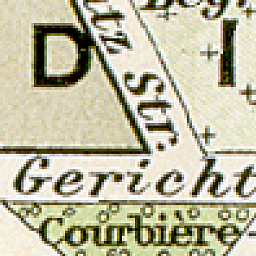 D
tz Str.
Gericht
Courbière-